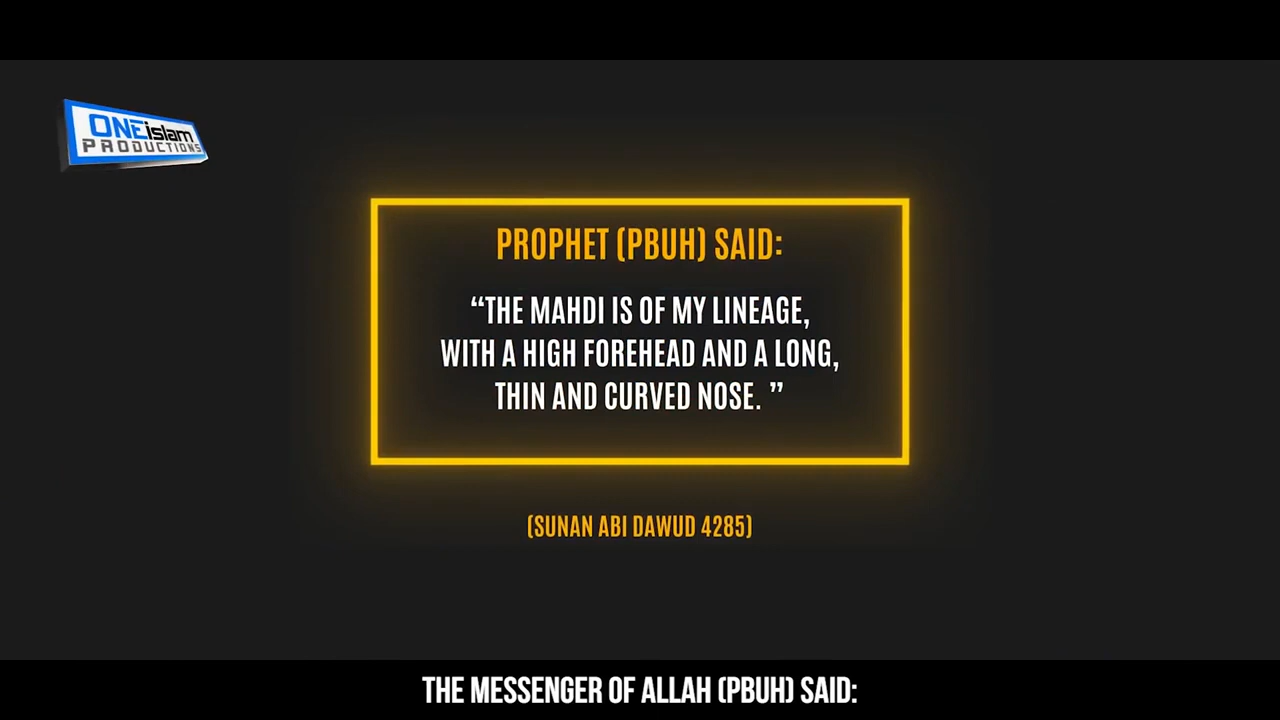 ONEislam
PRODUCTIONS
PROPHET (PBUH) SAID:
“THE MAHDI IS OF MY LINEAGE,
WITH A HIGH FOREHEAD AND A LONG,
THIN AND CURVED NOSE. ”
(SUNAN ABI DAWUD 4285)
THE MESSENGER OF ALLAH (PBUH) SAID: